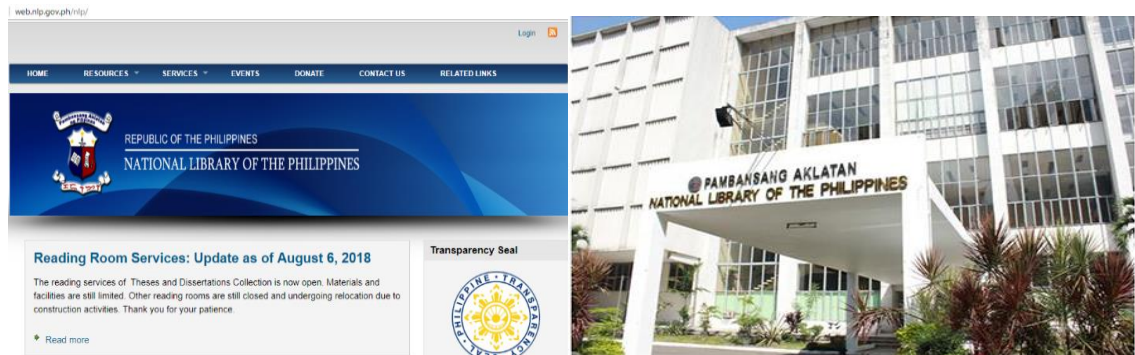 web.nlp.gov.ph/nlp/
Login
HOME RESOURCES SERVICES EVENTS DONATE CONTACT US RELATED LINKS
REPUBLIC OF THE PHILIPPINES
NATIONAL LIBRARY OF THE PHILIPPINES
Reading Room Services: Update as of August 6, 2018
The reading services of Theses and Dissertations Collection is now open. Materials and
facilities are still limited. Other reading rooms are still closed and undergoing relocation due to
construction activities. Thank you for your patience.
Read more
Transparency Seal
PHILIPPINE TRANSPARENCY SEAL
PAMBANSANG AKLATAN
NATIONAL LIBRARY OF THE PHILIPPINES